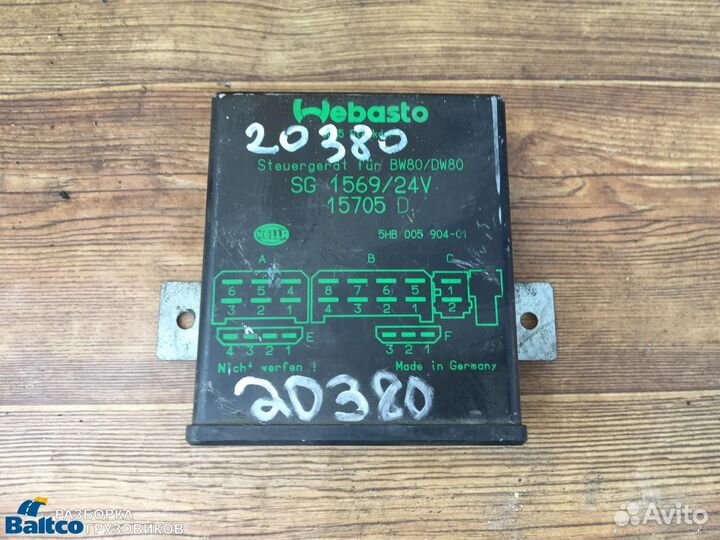 Webasto
20380
Steuergerät für BW80/DW80
SG 1569/24V
15705 D
HELLA
5HB 005 904-01
A B C
6 5 4 8 7 6 5 1
3 2 1 4 3 2 1 2
E F
4 3 2 1 3 2 1
Nicht werfen ! Made in Germany
20380
Baltco РАЗБОРКА ГРУЗОВИКОВ
Avito